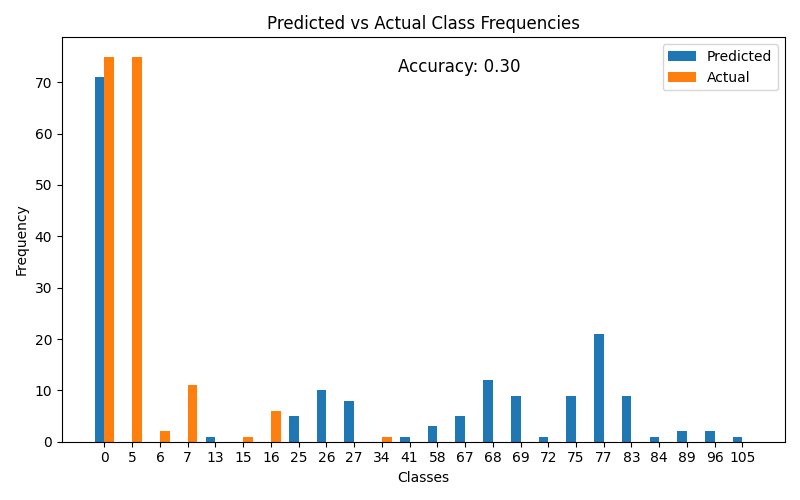 Predicted vs Actual Class Frequencies
Accuracy: 0.30
Predicted
Actual
Frequency
70
60
50
40
30
20
10
0
0 5 6 7 13 15 16 25 26 27 34 41 58 67 68 69 72 75 77 83 84 89 96 105
Classes